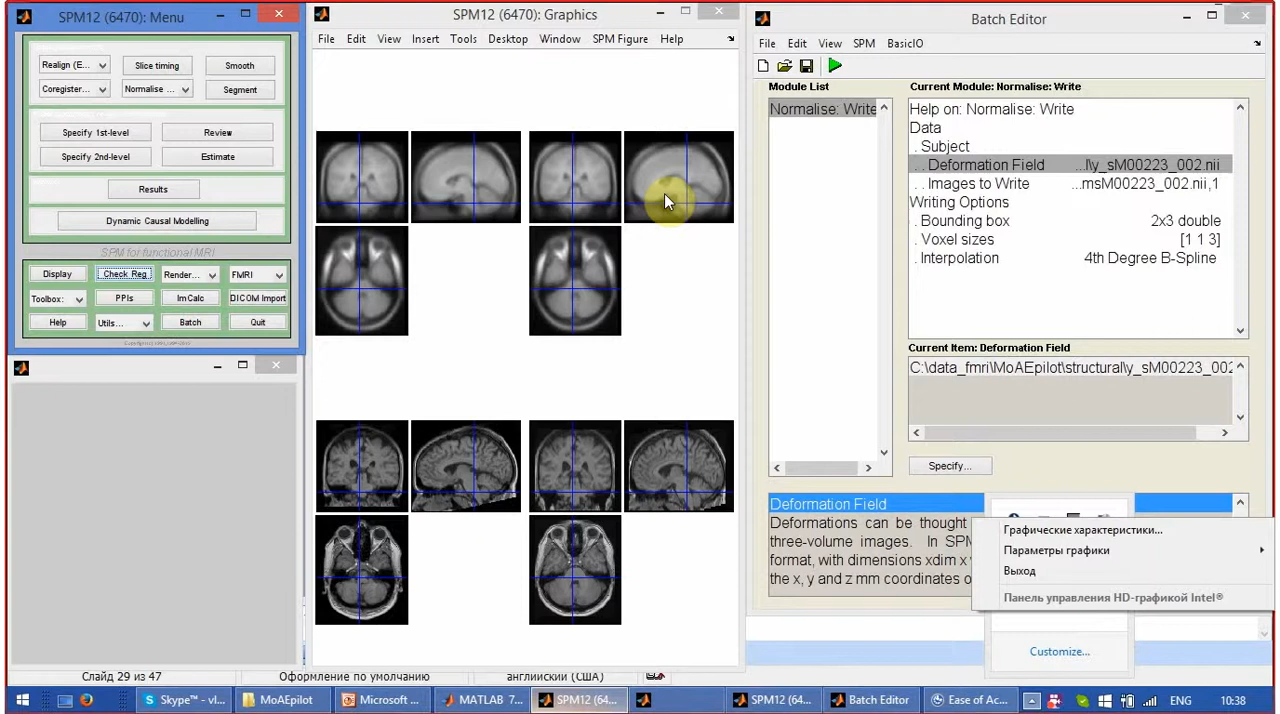 SPM12 (6470): Menu
Realign (E...
Slice timing
Smooth
Coregister...
Normalise ...
Segment
Specify 1st-level
Review
Specify 2nd-level
Estimate
Results
Dynamic Causal Modelling
SPM for functional MRI
Display
Check Reg
Render...
FMRI
Toolbox:
PPIs
ImCalc
DICOM Import
Help
Utils...
Batch
Quit
SPM12 (6470): Graphics
File Edit View Insert Tools Desktop Window SPM Figure Help
Batch Editor
File Edit View SPM BasicIO
Module List
Normalise: Write
Current Module: Normalise: Write
Help on: Normalise: Write
Data
. Subject
. . Deformation Field ...l\y_sM00223_002.nii
. . Images to Write ...msM00223_002.nii,1
Writing Options
. Bounding box 2x3 double
. Voxel sizes [1 1 3]
. Interpolation 4th Degree B-Spline
Current Item: Deformation Field
C:\data_fmri\MoAEpilot\structural\y_sM00223_002
Specify...
Deformation Field
Deformations can be thought
three-volume images. In SPM
format, with dimensions xdim x
the x, y and z mm coordinates o
Графические характеристики...
Параметры графики
Выход
Панель управления HD-графикой Intel®
Customize...
Слайд 29 из 47
Оформление по умолчанию
английский (США)
Skype™ - vl...
MoAEpilot
Microsoft ...
MATLAB 7...
SPM12 (64...
SPM12 (64...
Batch Editor
Ease of Ac...
ENG
10:38